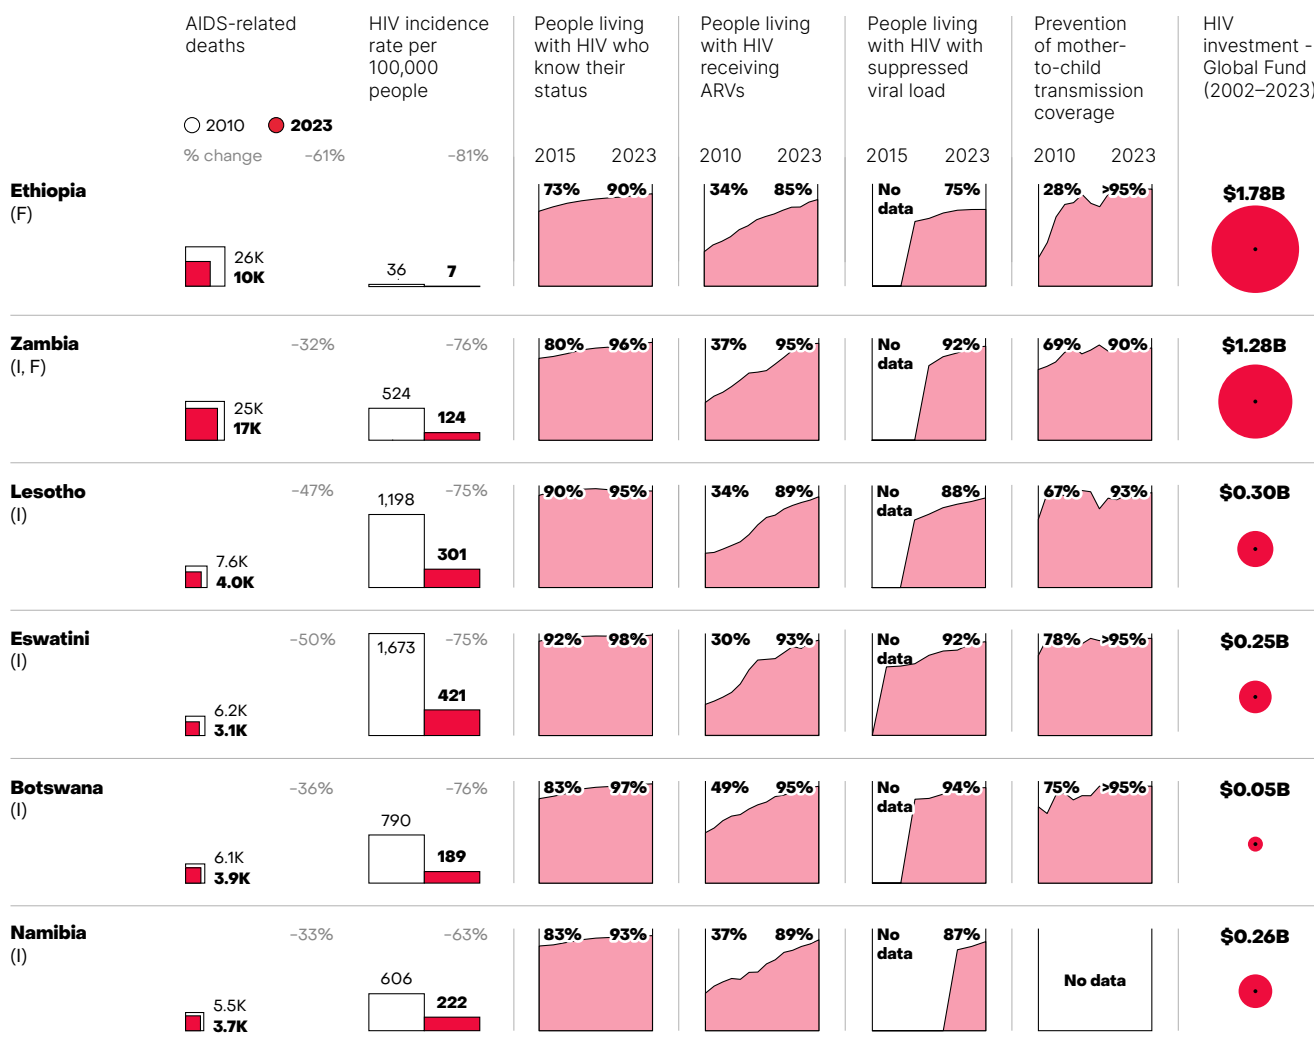 AIDS-related
deaths
HIV incidence
rate per
100,000
people
People living
with HIV who
know their
status
People living
with HIV
receiving
ARVs
People living
with HIV with
suppressed
viral load
Prevention
of mother-
to-child
transmission
coverage
HIV
investment -
Global Fund
(2002–2023)
2010 2023
% change -61% -81% 2015 2023 2010 2023 2015 2023 2010 2023
Ethiopia
(F)
26K
10K
36 7
73% 90%
34% 85%
No
data
75%
28% >95%
$1.78B
Zambia
(I, F)
-32% -76%
25K
17K
524
124
80% 96%
37% 95%
No
data
92%
69% 90%
$1.28B
Lesotho
(I)
-47% -75%
7.6K
4.0K
1,198
301
90% 95%
34% 89%
No
data
88%
67% 93%
$0.30B
Eswatini
(I)
-50% -75%
6.2K
3.1K
1,673
421
92% 98%
30% 93%
No
data
92%
78% >95%
$0.25B
Botswana
(I)
-36% -76%
6.1K
3.9K
790
189
83% 97%
49% 95%
No
data
94%
75% >95%
$0.05B
Namibia
(I)
-33% -63%
5.5K
3.7K
606
222
83% 93%
37% 89%
No
data
87%
No data
$0.26B